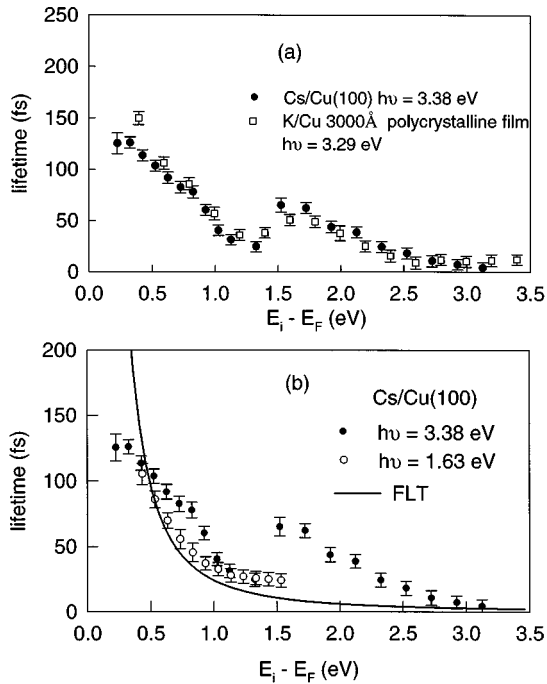 250
200
150
100
50
0
lifetime (fs)
(a)
Cs/Cu(100) hυ = 3.38 eV
K/Cu 3000Å polycrystalline film
hυ = 3.29 eV
0.0 0.5 1.0 1.5 2.0 2.5 3.0 3.5
Ei - EF (eV)
200
150
100
50
0
lifetime (fs)
(b)
Cs/Cu(100)
hυ = 3.38 eV
hυ = 1.63 eV
FLT
0.0 0.5 1.0 1.5 2.0 2.5 3.0 3.5
Ei - EF (eV)